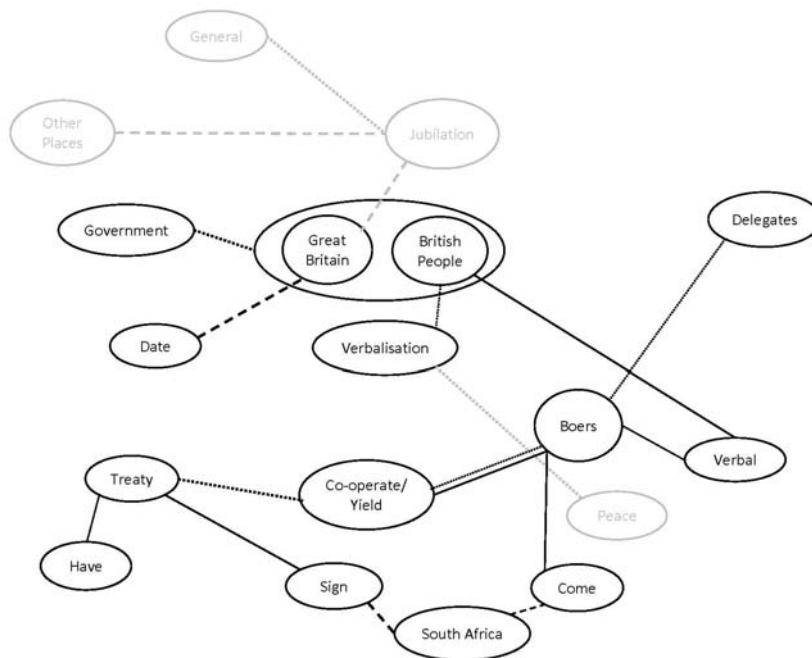 General
Other
Places
Jubilation
Government
Great
Britain
British
People
Delegates
Date
Verbalisation
Boers
Verbal
Treaty
Co-operate/
Yield
Peace
Have
Sign
Come
South Africa